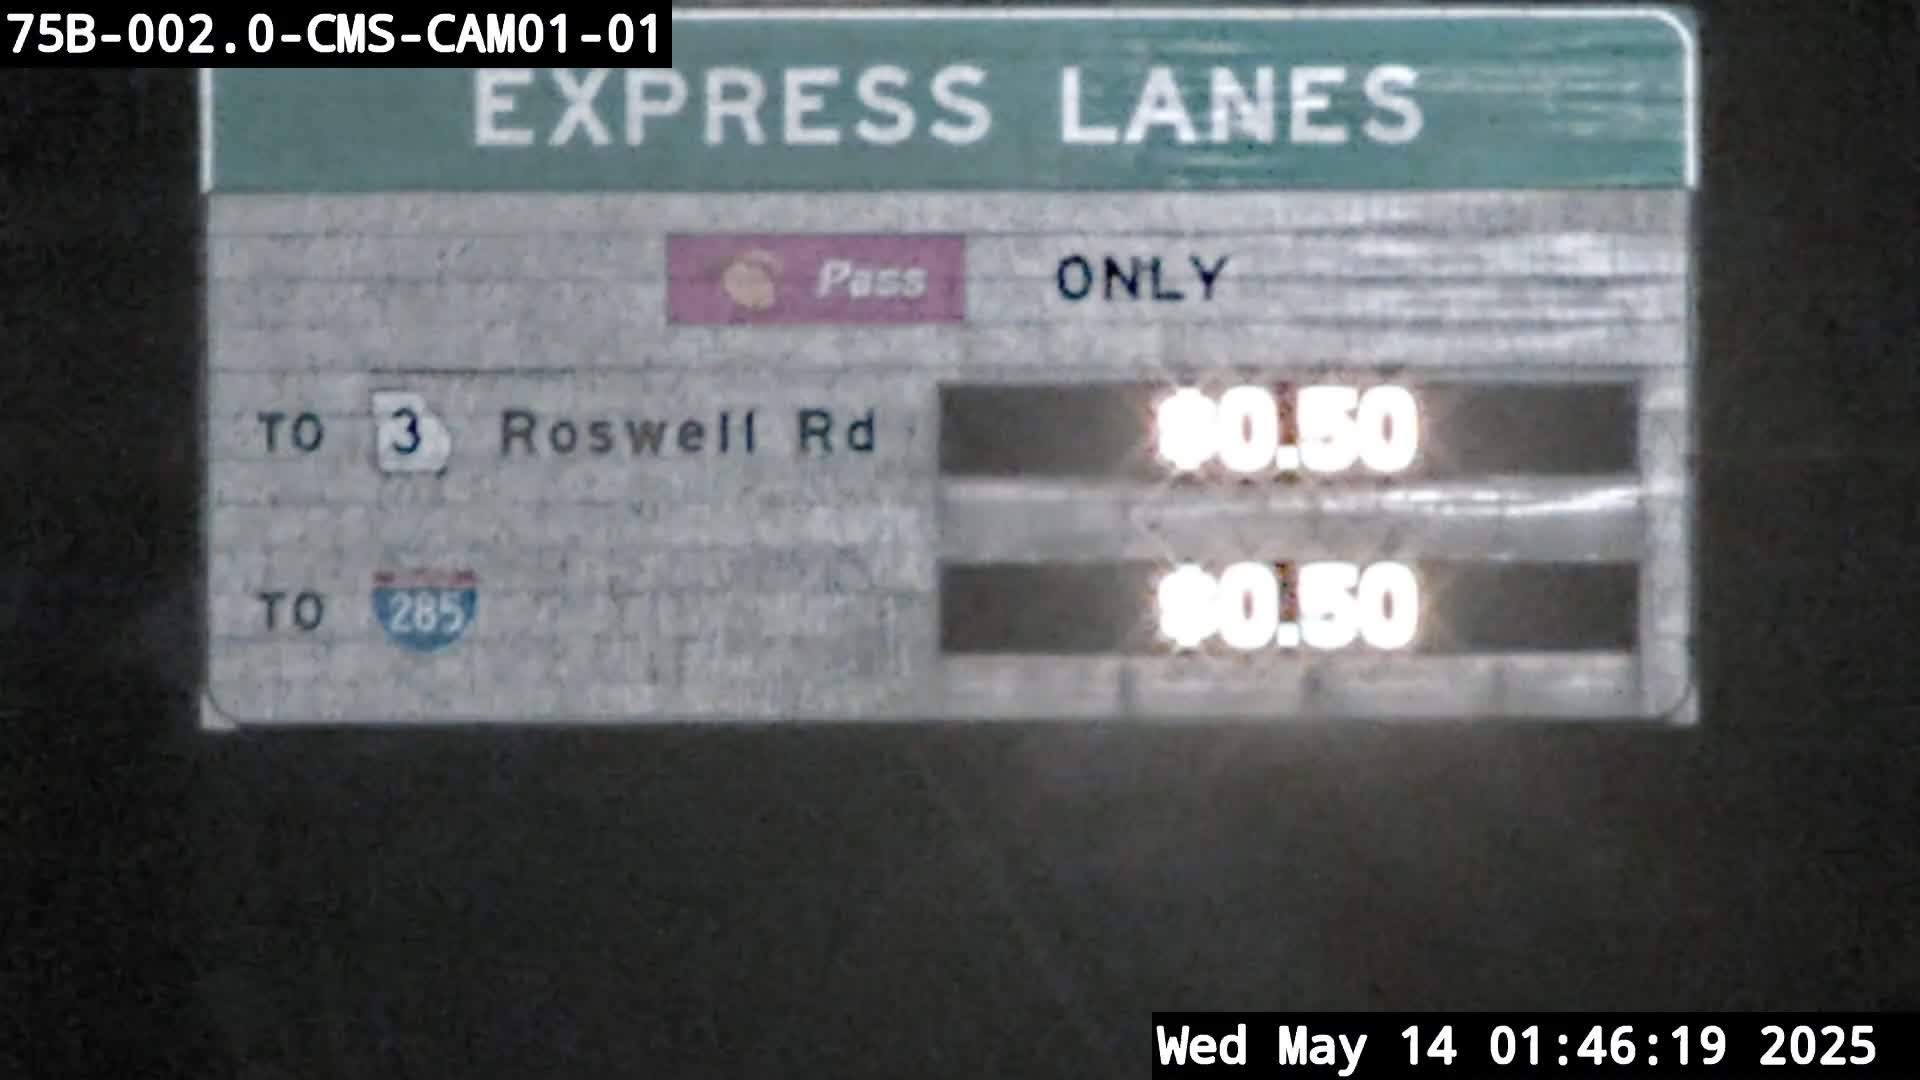 75B-002.0-CMS-CAM01-01
EXPRESS LANES
Pass ONLY
TO 3 Roswell Rd $0.50
TO 285 $0.50
Wed May 14 01:46:19 2025